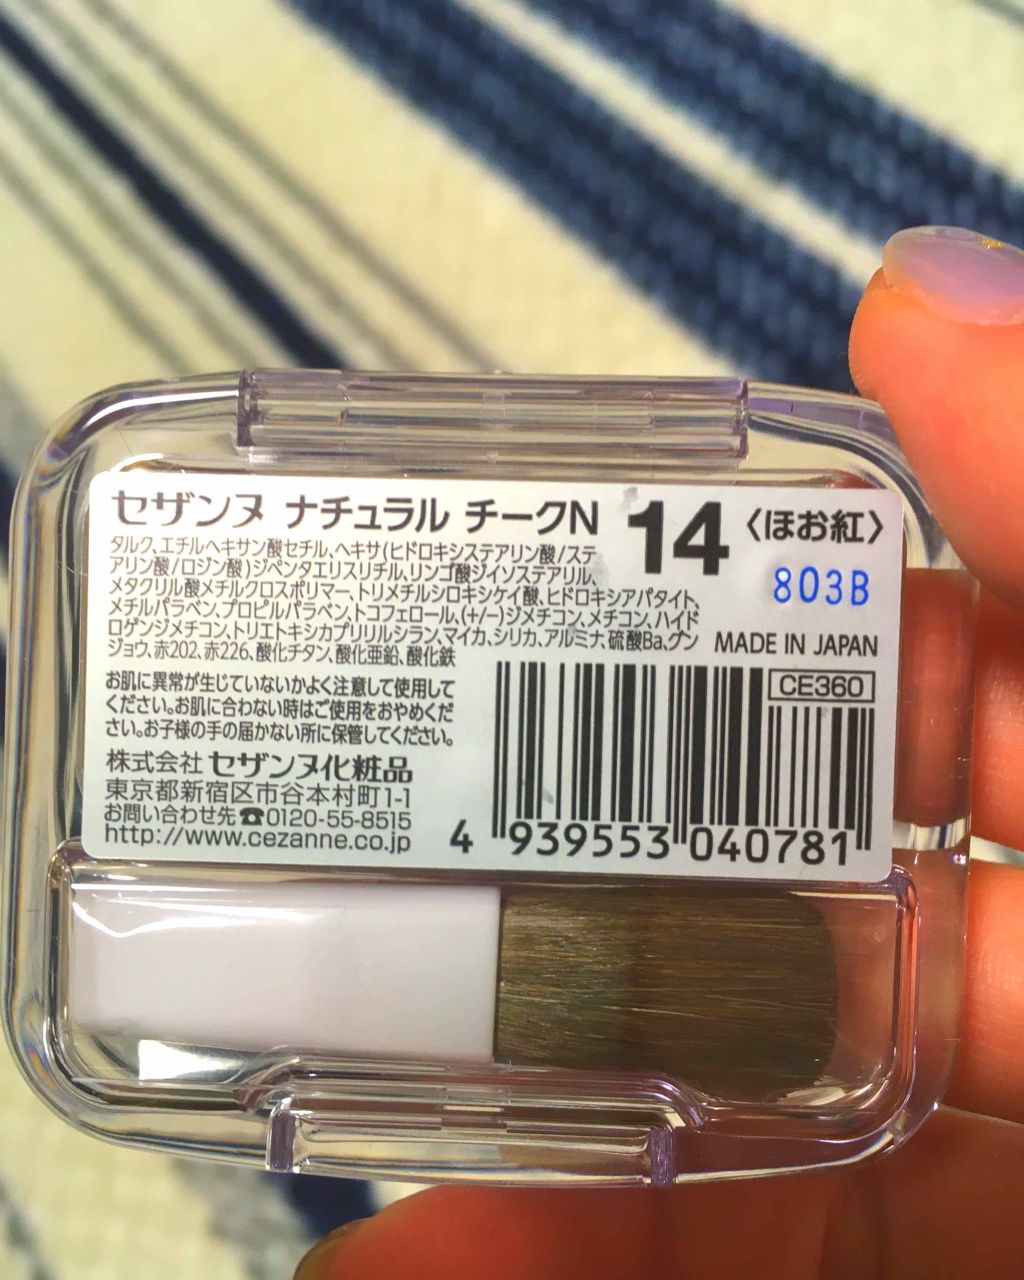 セザンヌ ナチュラル チークN 14 〈ほお紅〉
タルク、エチルヘキサン酸セチル、ヘキサ(ヒドロキシステアリン酸/ステ
アリン酸/ロジン酸)ジペンタエリスリチル、リンゴ酸ジイソステアリル、
メタクリル酸メチルクロスポリマー、トリメチルシロキシケイ酸、ヒドロキシアパタイト、
メチルパラベン、プロピルパラベン、トコフェロール、(+/-)ジメチコン、メチコン、ハイド
ロゲンジメチコン、トリエトキシカプリリルシラン、マイカ、シリカ、アルミナ、硫酸Ba、グン
ジョウ、赤202、赤226、酸化チタン、酸化亜鉛、酸化鉄
803B
MADE IN JAPAN
お肌に異常が生じていないかよく注意して使用して
ください。お肌に合わない時はご使用をおやめくだ
さい。お子様の手の届かない所に保管してください。
株式会社 セザンヌ化粧品
東京都新宿区市谷本村町1-1
お問い合わせ先☎0120-55-8515
http://www.cezanne.co.jp
CE360
4 939553 040781